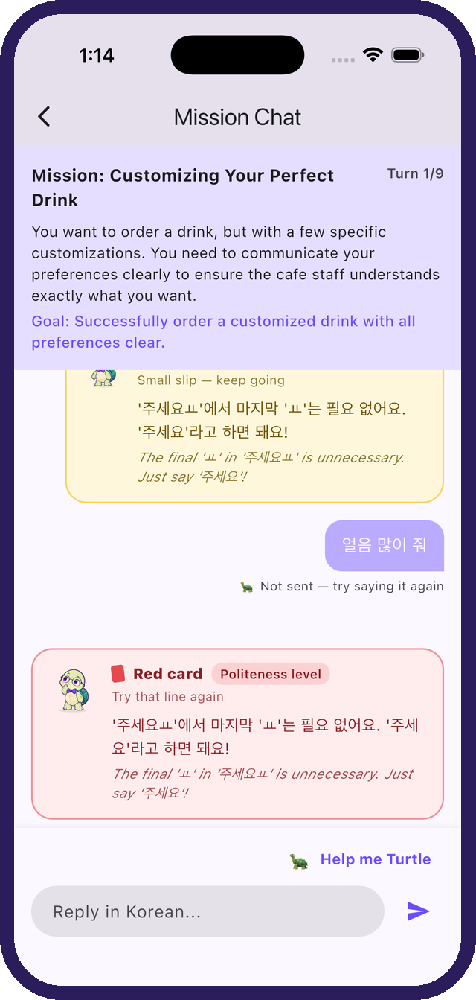 1:14
Mission Chat
Mission: Customizing Your Perfect
Drink
Turn 1/9
You want to order a drink, but with a few specific
customizations. You need to communicate your
preferences clearly to ensure the cafe staff understands
exactly what you want.
Goal: Successfully order a customized drink with all
preferences clear.
Small slip — keep going
'주세요ㅛ'에서 마지막 'ㅛ'는 필요 없어요.
'주세요'라고 하면 돼요!
The final 'ㅛ' in '주세요ㅛ' is unnecessary.
Just say '주세요'!
얼음 많이 줘
Not sent — try saying it again
Red card Politeness level
Try that line again
'주세요ㅛ'에서 마지막 'ㅛ'는 필요 없어요. '주세
요'라고 하면 돼요!
The final 'ㅛ' in '주세요ㅛ' is unnecessary. Just
say '주세요'!
Help me Turtle
Reply in Korean...